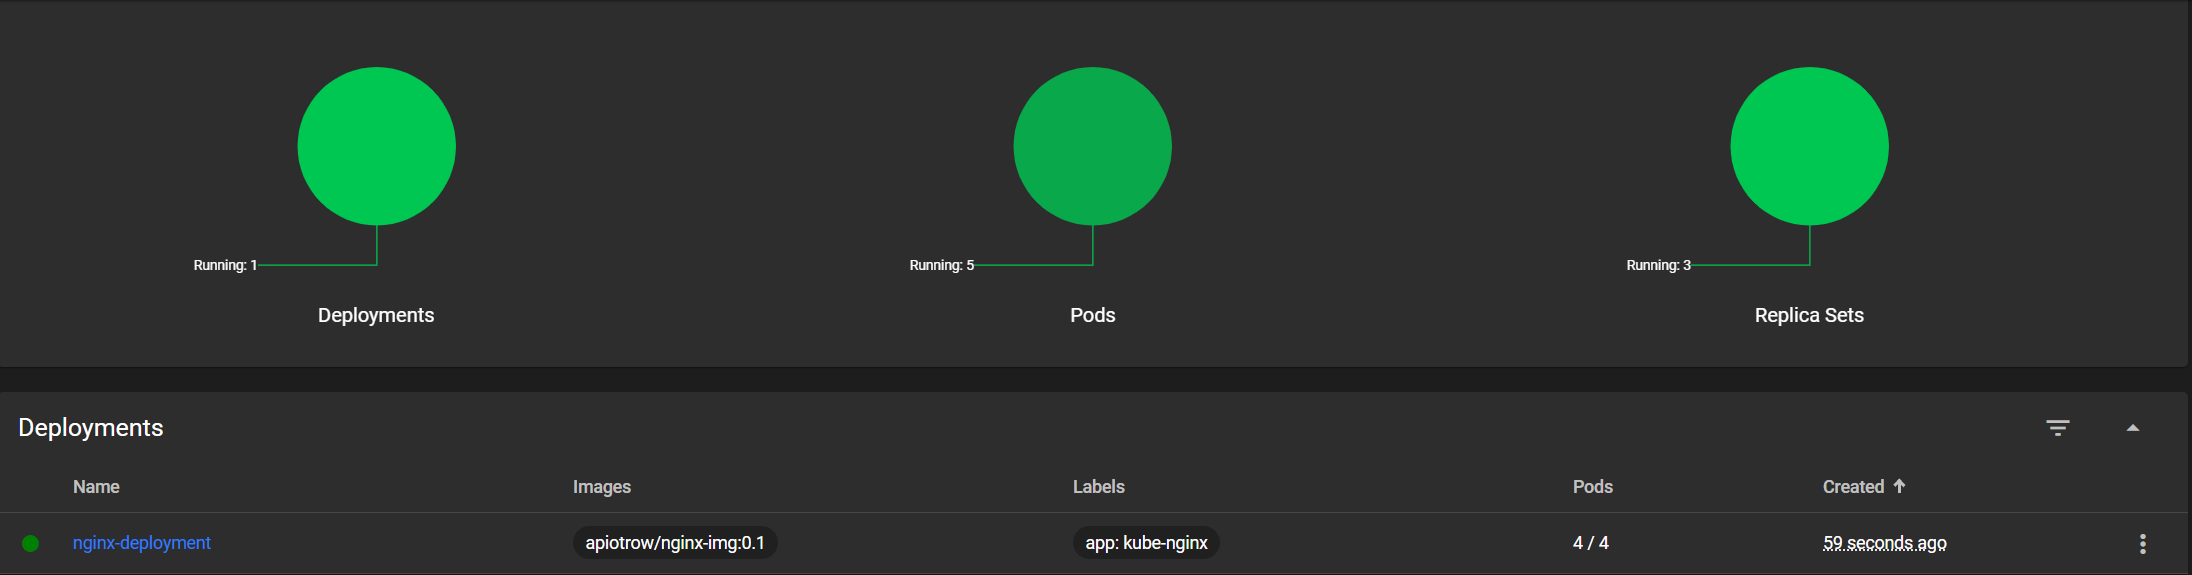 Running: 1
Running: 5
Running: 3
Deployments
Pods
Replica Sets
Deployments
Name Images Labels Pods Created
nginx-deployment apiotrow/nginx-img:0.1 app: kube-nginx 4 / 4 59 seconds ago